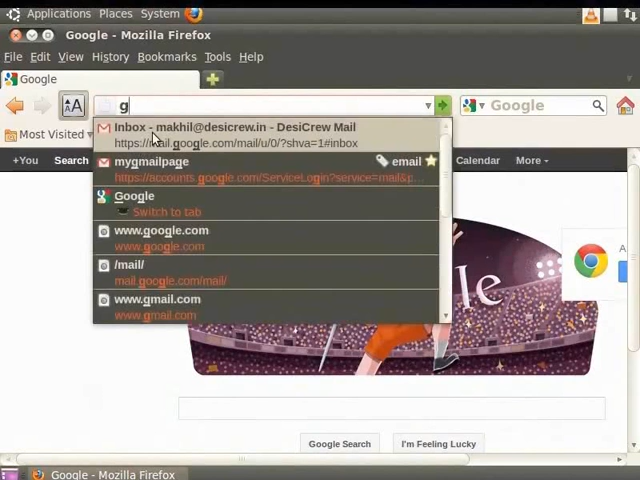 Applications Places System
Google - Mozilla Firefox
File Edit View History Bookmarks Tools Help
Google
AA g Google
Most Visited
Inbox - makhil@desicrew.in - DesiCrew Mail
https://mail.google.com/mail/u/0/?shva=1#inbox
+You Search Calendar More
mygmailpage email
https://accounts.google.com/ServiceLogin?service=mail&p...
Google
Switch to tab
www.google.com
www.google.com
/mail/
mail.google.com/mail/
www.gmail.com
www.gmail.com
le
A
Google Search I'm Feeling Lucky
Google - Mozilla Firefox